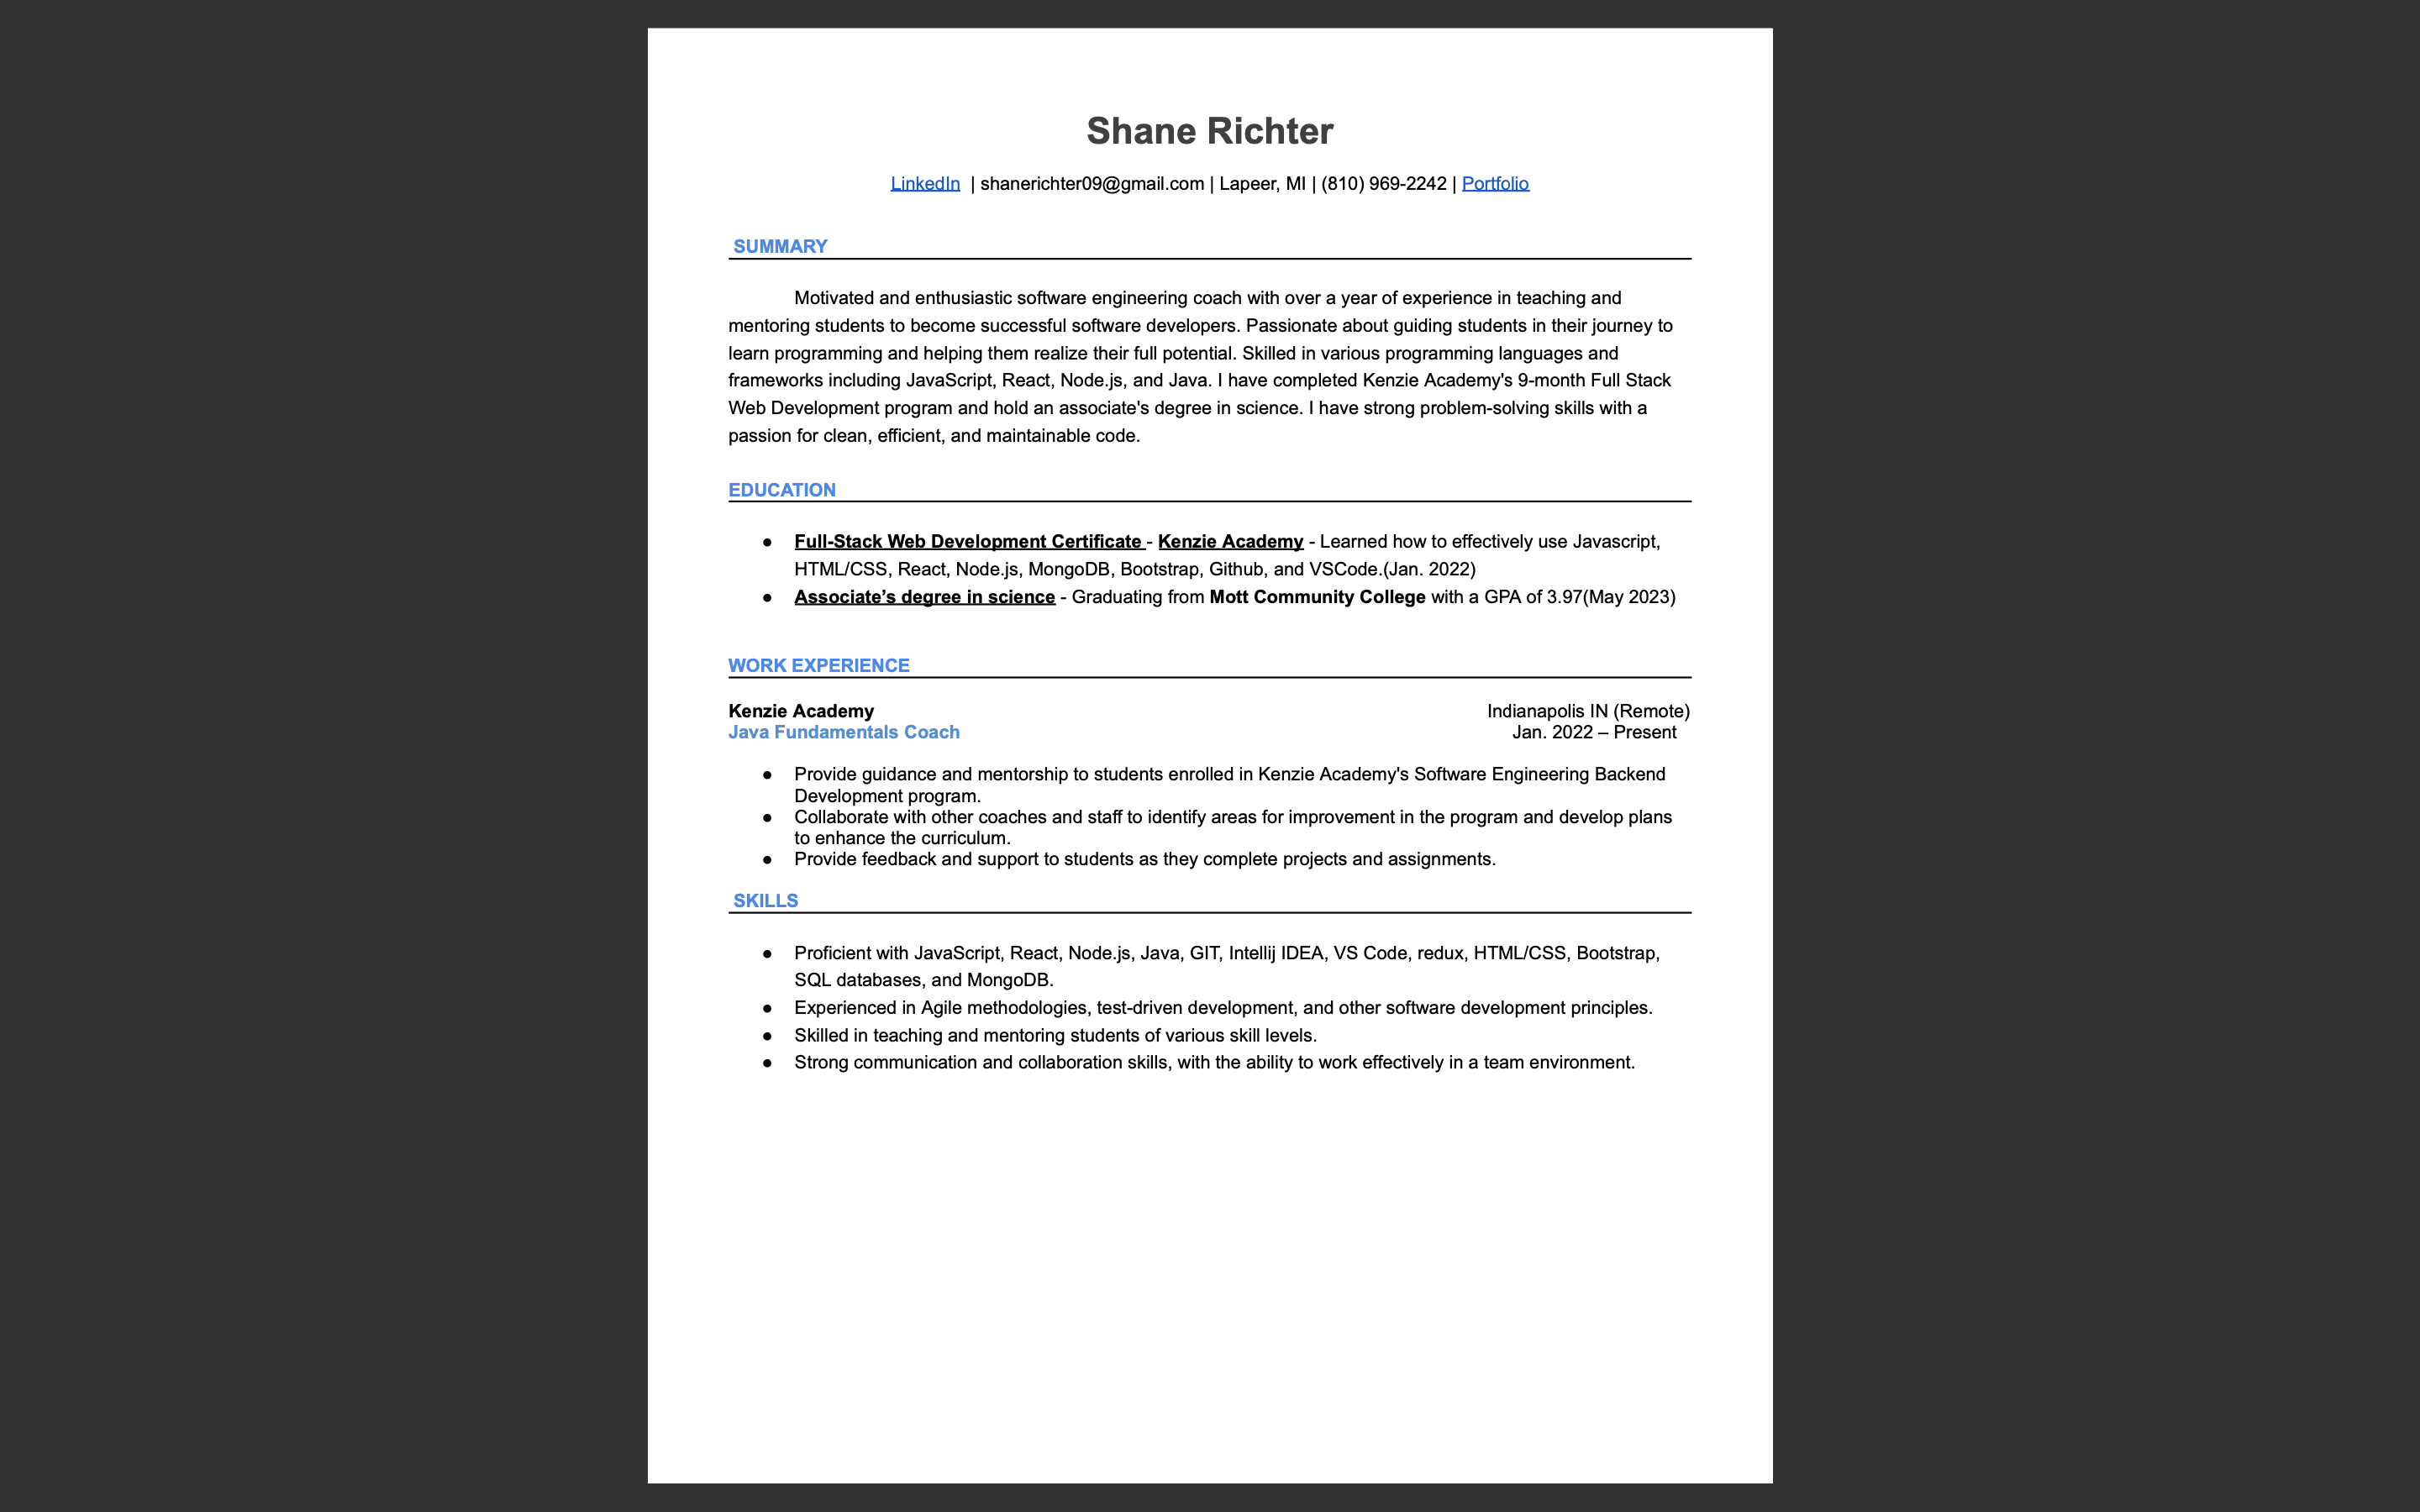 Shane Richter
LinkedIn | shanerichter09@gmail.com | Lapeer, MI | (810) 969-2242 | Portfolio
SUMMARY
Motivated and enthusiastic software engineering coach with over a year of experience in teaching and
mentoring students to become successful software developers. Passionate about guiding students in their journey to
learn programming and helping them realize their full potential. Skilled in various programming languages and
frameworks including JavaScript, React, Node.js, and Java. I have completed Kenzie Academy's 9-month Full Stack
Web Development program and hold an associate's degree in science. I have strong problem-solving skills with a
passion for clean, efficient, and maintainable code.
EDUCATION
● Full-Stack Web Development Certificate - Kenzie Academy - Learned how to effectively use Javascript,
HTML/CSS, React, Node.js, MongoDB, Bootstrap, Github, and VSCode.(Jan. 2022)
● Associate’s degree in science - Graduating from Mott Community College with a GPA of 3.97(May 2023)
WORK EXPERIENCE
Kenzie Academy Indianapolis IN (Remote)
Java Fundamentals Coach Jan. 2022 – Present
● Provide guidance and mentorship to students enrolled in Kenzie Academy's Software Engineering Backend
Development program.
● Collaborate with other coaches and staff to identify areas for improvement in the program and develop plans
to enhance the curriculum.
● Provide feedback and support to students as they complete projects and assignments.
SKILLS
● Proficient with JavaScript, React, Node.js, Java, GIT, Intellij IDEA, VS Code, redux, HTML/CSS, Bootstrap,
SQL databases, and MongoDB.
● Experienced in Agile methodologies, test-driven development, and other software development principles.
● Skilled in teaching and mentoring students of various skill levels.
● Strong communication and collaboration skills, with the ability to work effectively in a team environment.